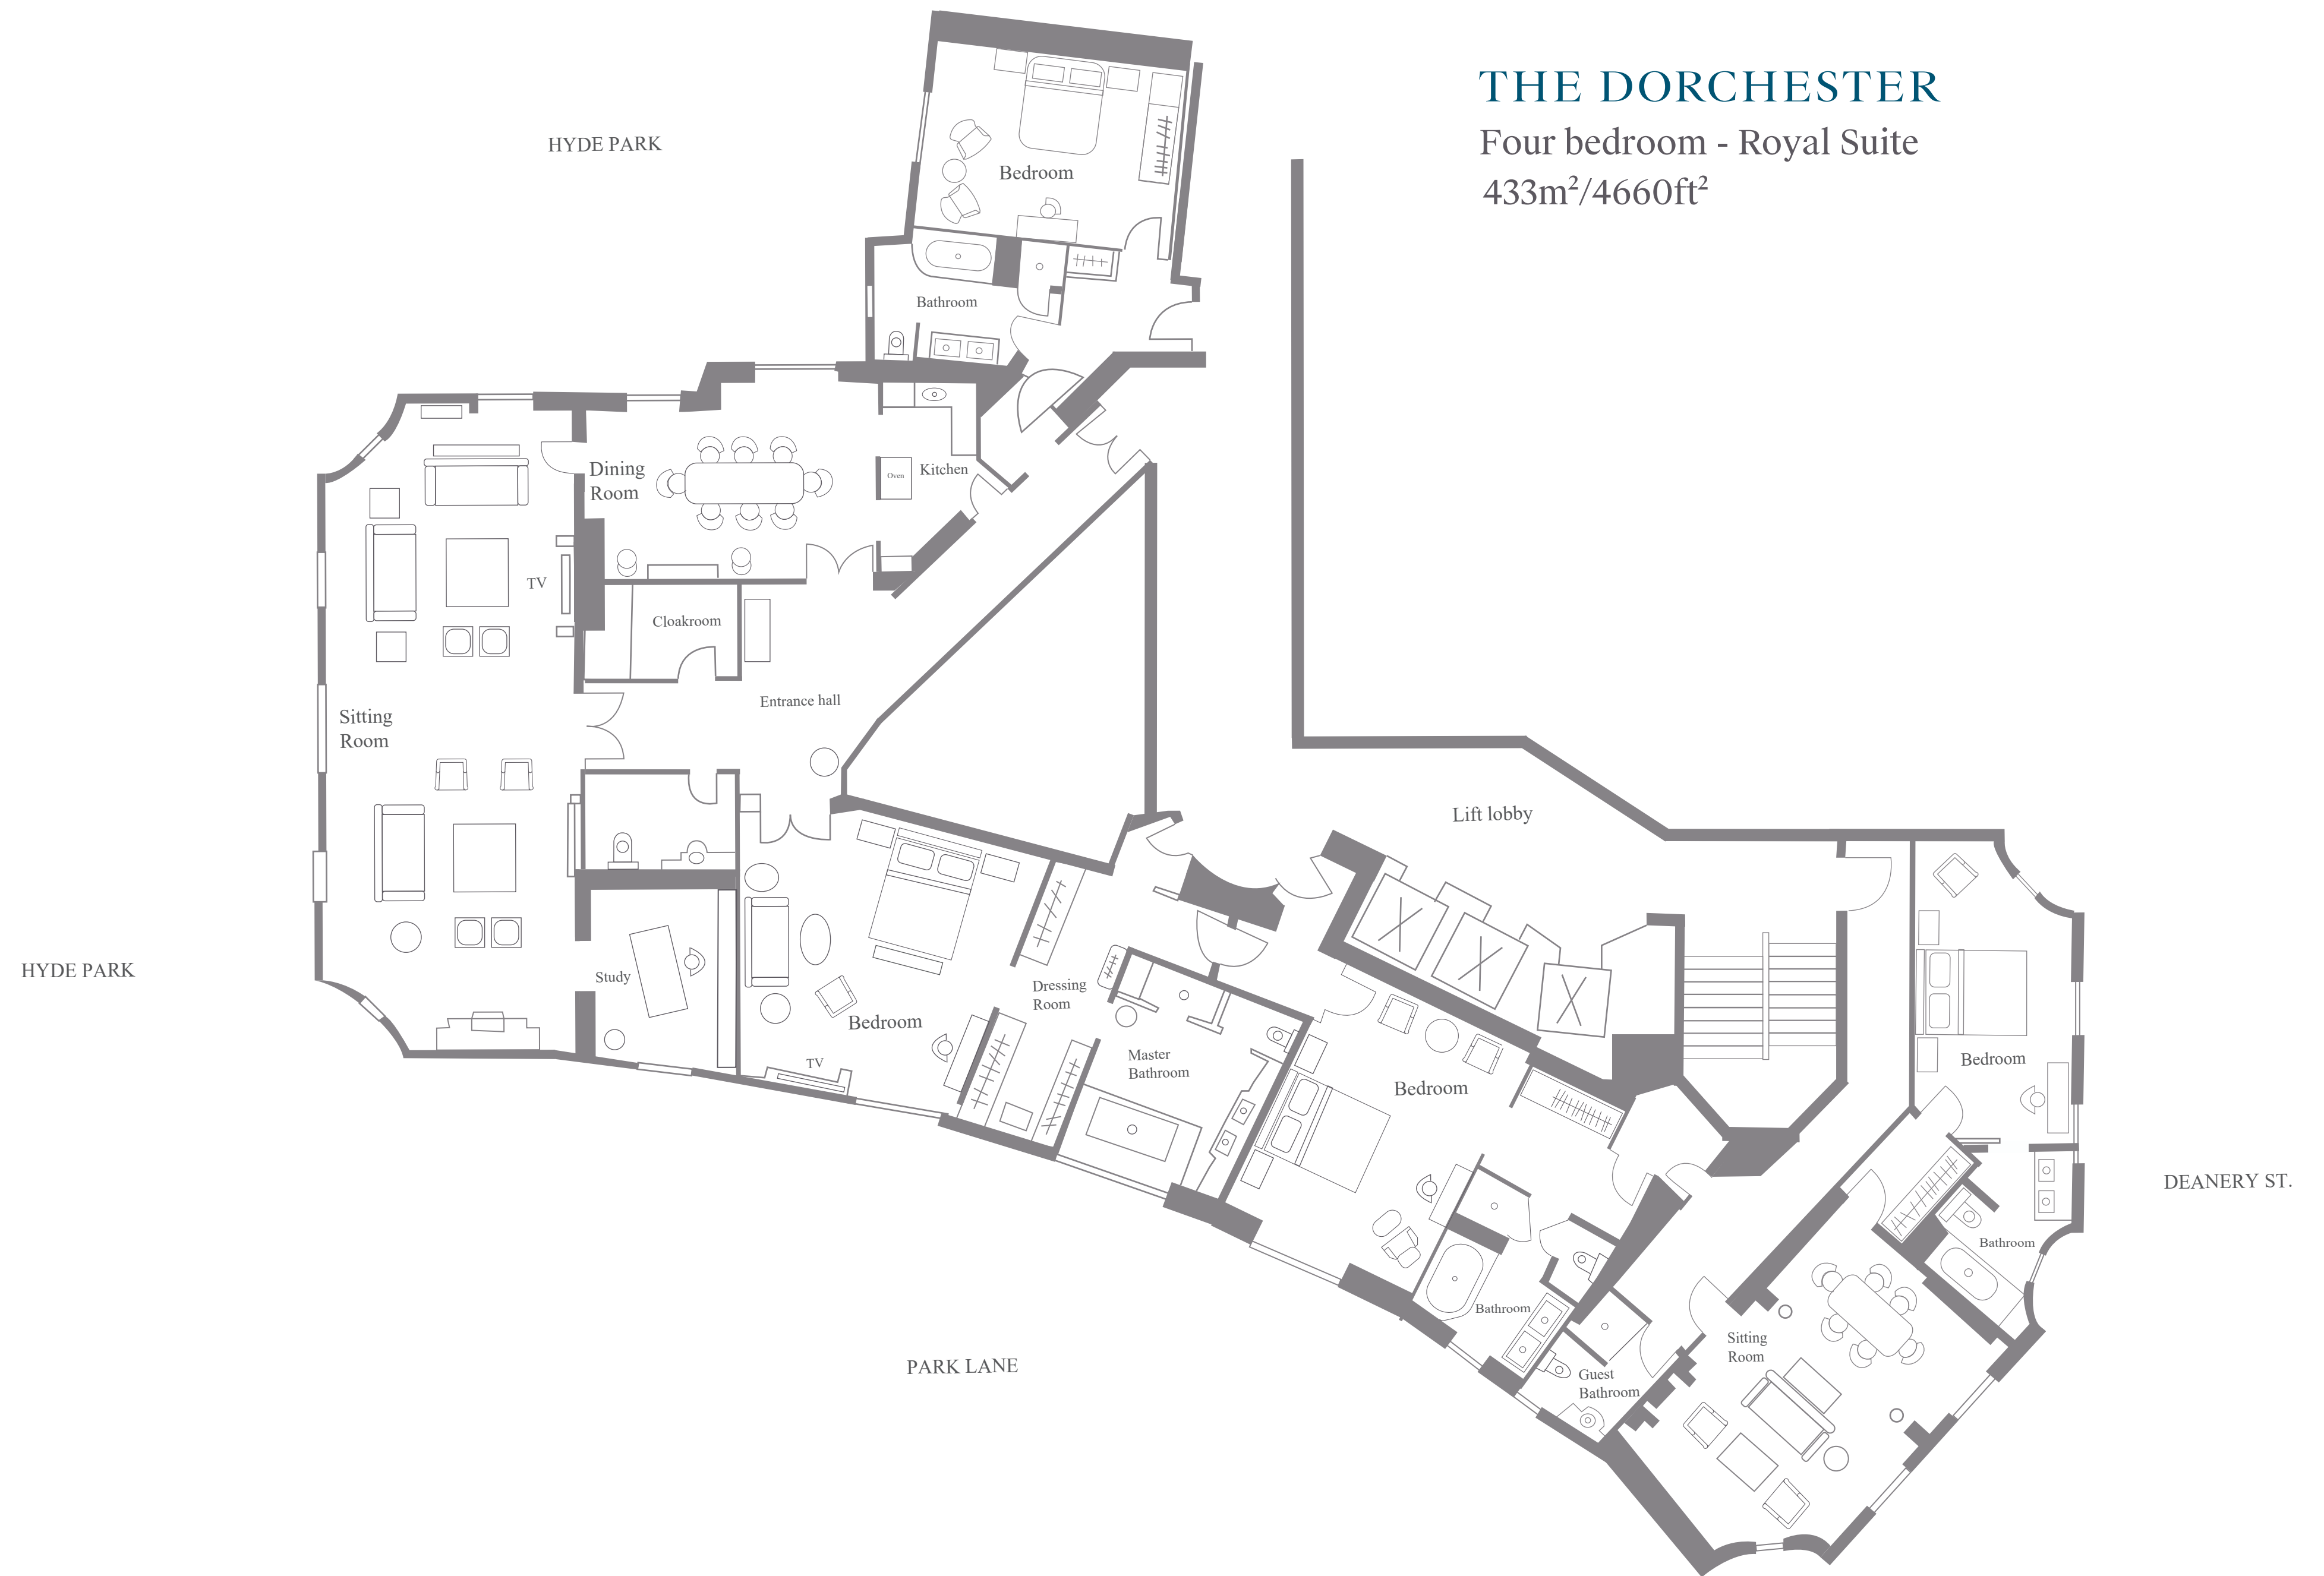 THE DORCHESTER
Four bedroom - Royal Suite
433m²/4660ft²
HYDE PARK
Bedroom
Bathroom
Dining
Room
Oven
Kitchen
TV
Cloakroom
Entrance hall
Sitting
Room
Lift lobby
HYDE PARK
Study
Bedroom
TV
Dressing
Room
Master
Bathroom
Bedroom
Bathroom
Guest
Bathroom
Bedroom
Bathroom
Sitting
Room
DEANERY ST.
PARK LANE